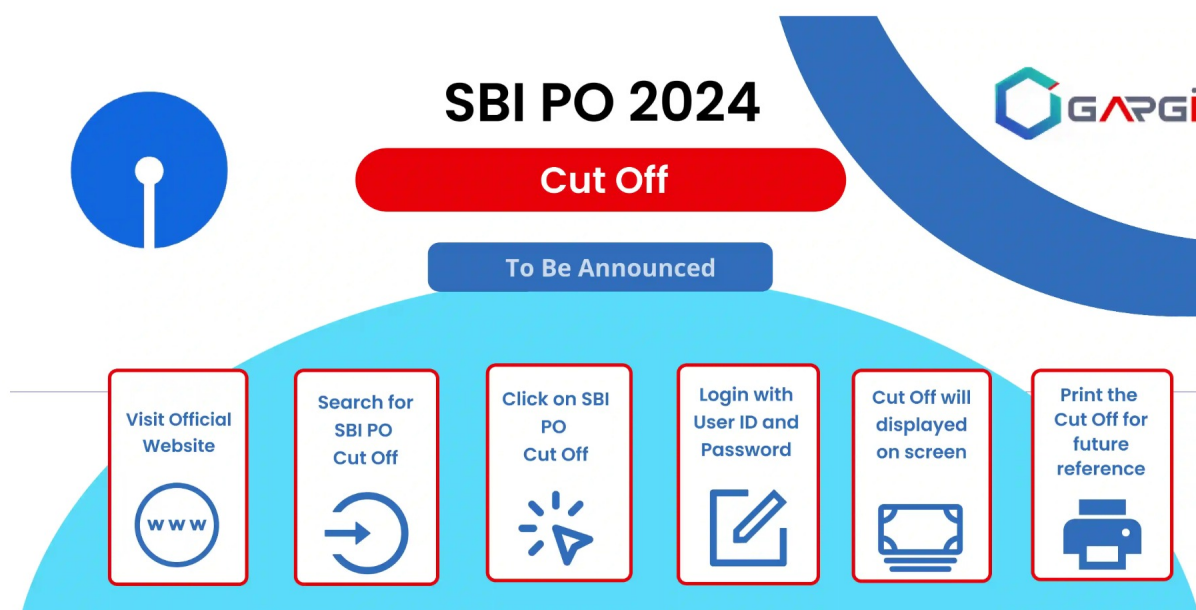 SBI PO 2024
GARGI
Cut Off
To Be Announced
Visit Official
Website
www
Search for
SBI PO
Cut Off
Click on SBI
PO
Cut Off
Login with
User ID and
Password
Cut Off will
displayed
on screen
Print the
Cut Off for
future
reference